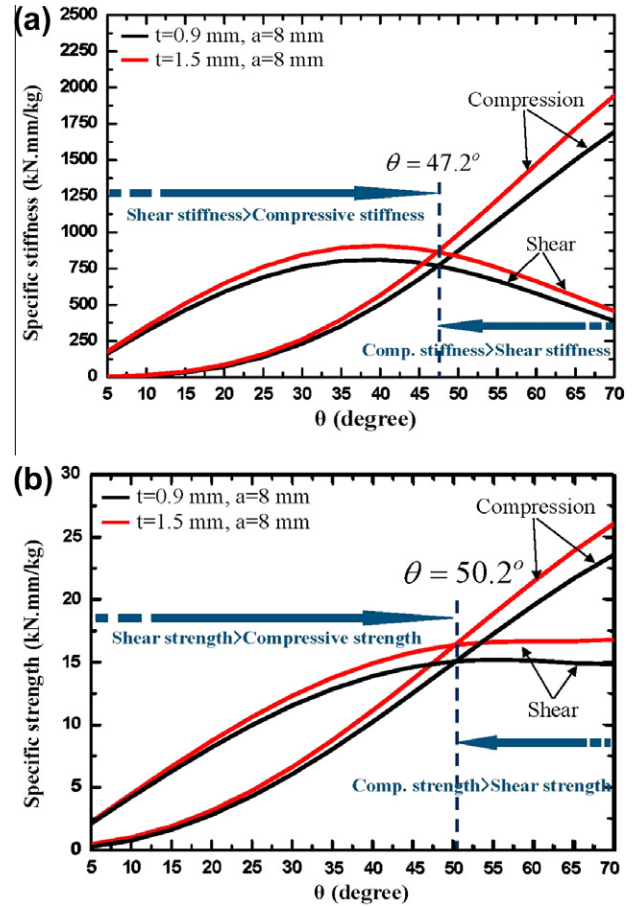 (a)
2500
2250
2000
1750
1500
1250
1000
750
500
250
0
Specific stiffness (kN.mm/kg)
t=0.9 mm, a=8 mm
t=1.5 mm, a=8 mm
Compression
θ = 47.2°
Shear stiffness>Compressive stiffness
Shear
Comp. stiffness>Shear stiffness
5 10 15 20 25 30 35 40 45 50 55 60 65 70
θ (degree)
(b)
30
25
20
15
10
5
0
Specific strength (kN.mm/kg)
t=0.9 mm, a=8 mm
t=1.5 mm, a=8 mm
Compression
θ = 50.2°
Shear strength>Compressive strength
Shear
Comp. strength>Shear strength
5 10 15 20 25 30 35 40 45 50 55 60 65 70
θ (degree)